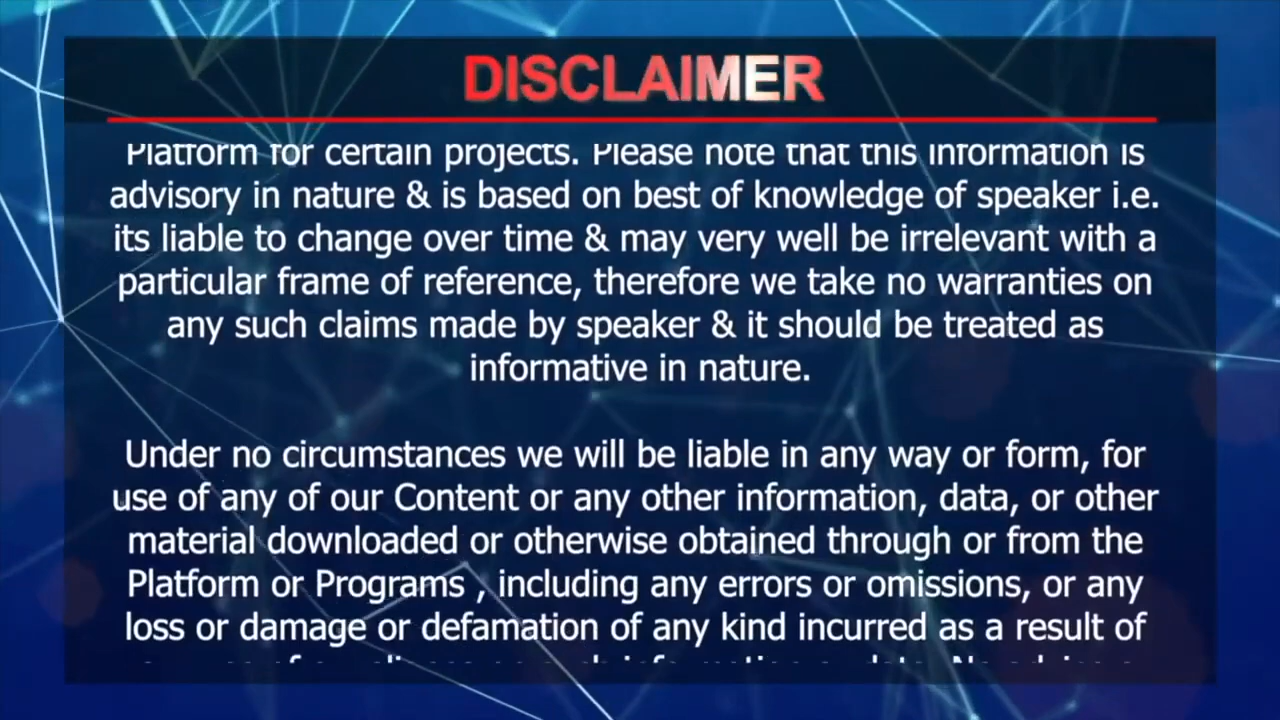 DISCLAIMER
Platform for certain projects. Please note that this information is
advisory in nature & is based on best of knowledge of speaker i.e.
its liable to change over time & may very well be irrelevant with a
particular frame of reference, therefore we take no warranties on
any such claims made by speaker & it should be treated as
informative in nature.
Under no circumstances we will be liable in any way or form, for
use of any of our Content or any other information, data, or other
material downloaded or otherwise obtained through or from the
Platform or Programs , including any errors or omissions, or any
loss or damage or defamation of any kind incurred as a result of